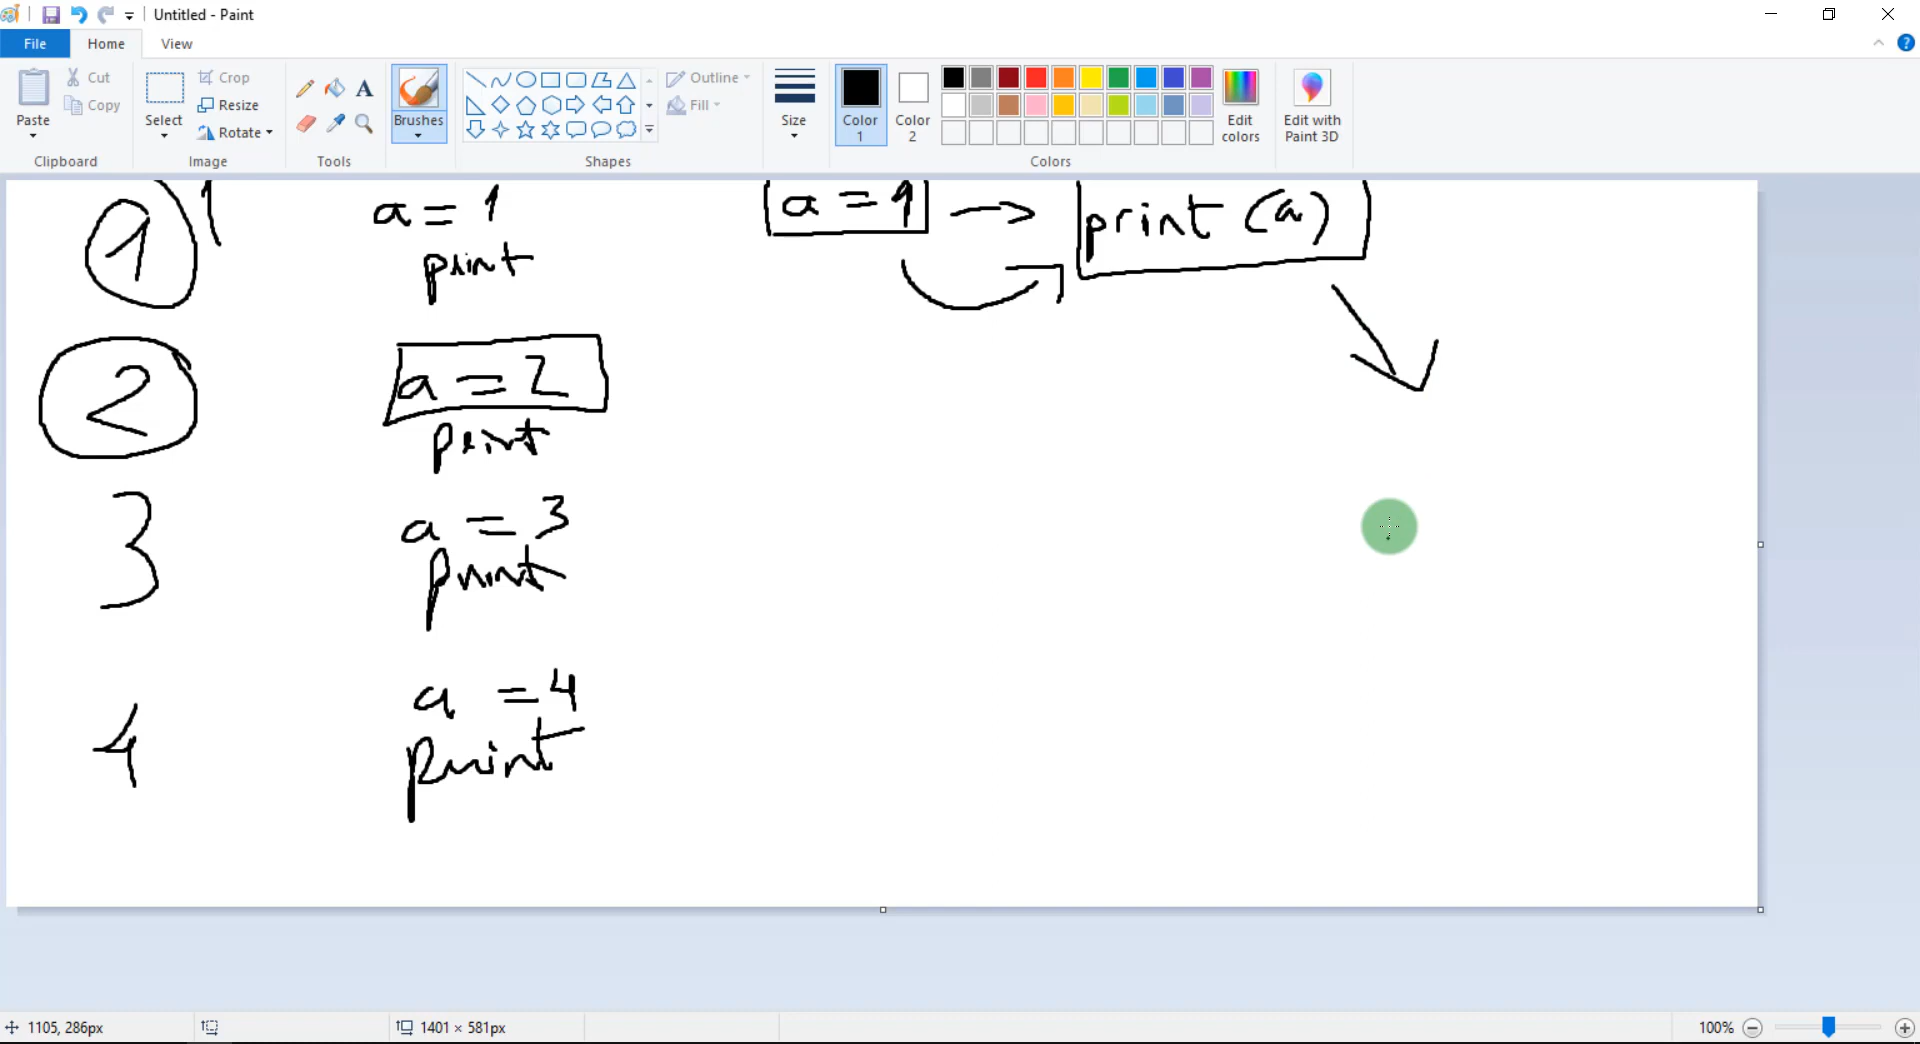 Untitled - Paint
File Home View
Paste
Cut
Copy
Clipboard
Select
Crop
Resize
Rotate
Image
A
Tools
Brushes
Shapes
Outline
Fill
Size
Color 1
Color 2
Edit colors
Edit with Paint 3D
Colors
?
1
a = 1
print
a = 1
print (a)
2
a = 2
print
3
a = 3
print
4
a = 4
print
1105, 286px
1401 × 581px
100%